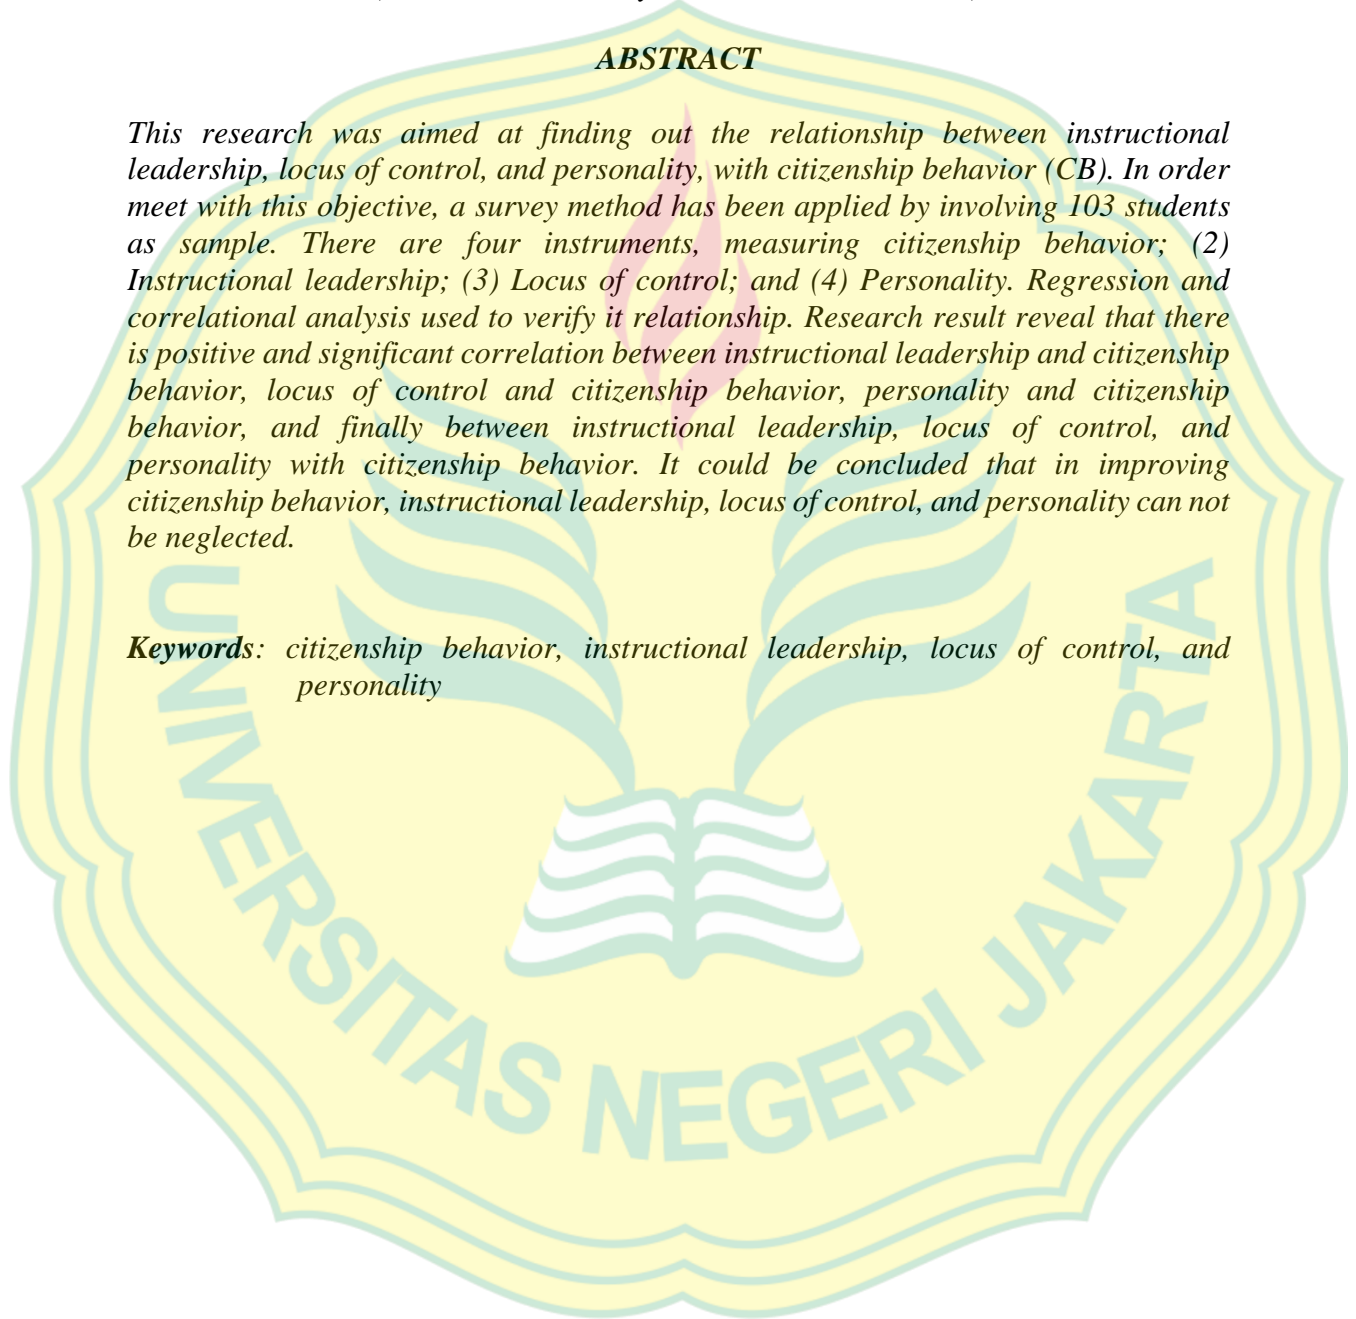 ABSTRACT
This research was aimed at finding out the relationship between instructional
leadership, locus of control, and personality, with citizenship behavior (CB). In order
meet with this objective, a survey method has been applied by involving 103 students
as sample. There are four instruments, measuring citizenship behavior; (2)
Instructional leadership; (3) Locus of control; and (4) Personality. Regression and
correlational analysis used to verify it relationship. Research result reveal that there
is positive and significant correlation between instructional leadership and citizenship
behavior, locus of control and citizenship behavior, personality and citizenship
behavior, and finally between instructional leadership, locus of control, and
personality with citizenship behavior. It could be concluded that in improving
citizenship behavior, instructional leadership, locus of control, and personality can not
be neglected.
Keywords: citizenship behavior, instructional leadership, locus of control, and
personality
UNIVERSITAS NEGERI JAKARTA